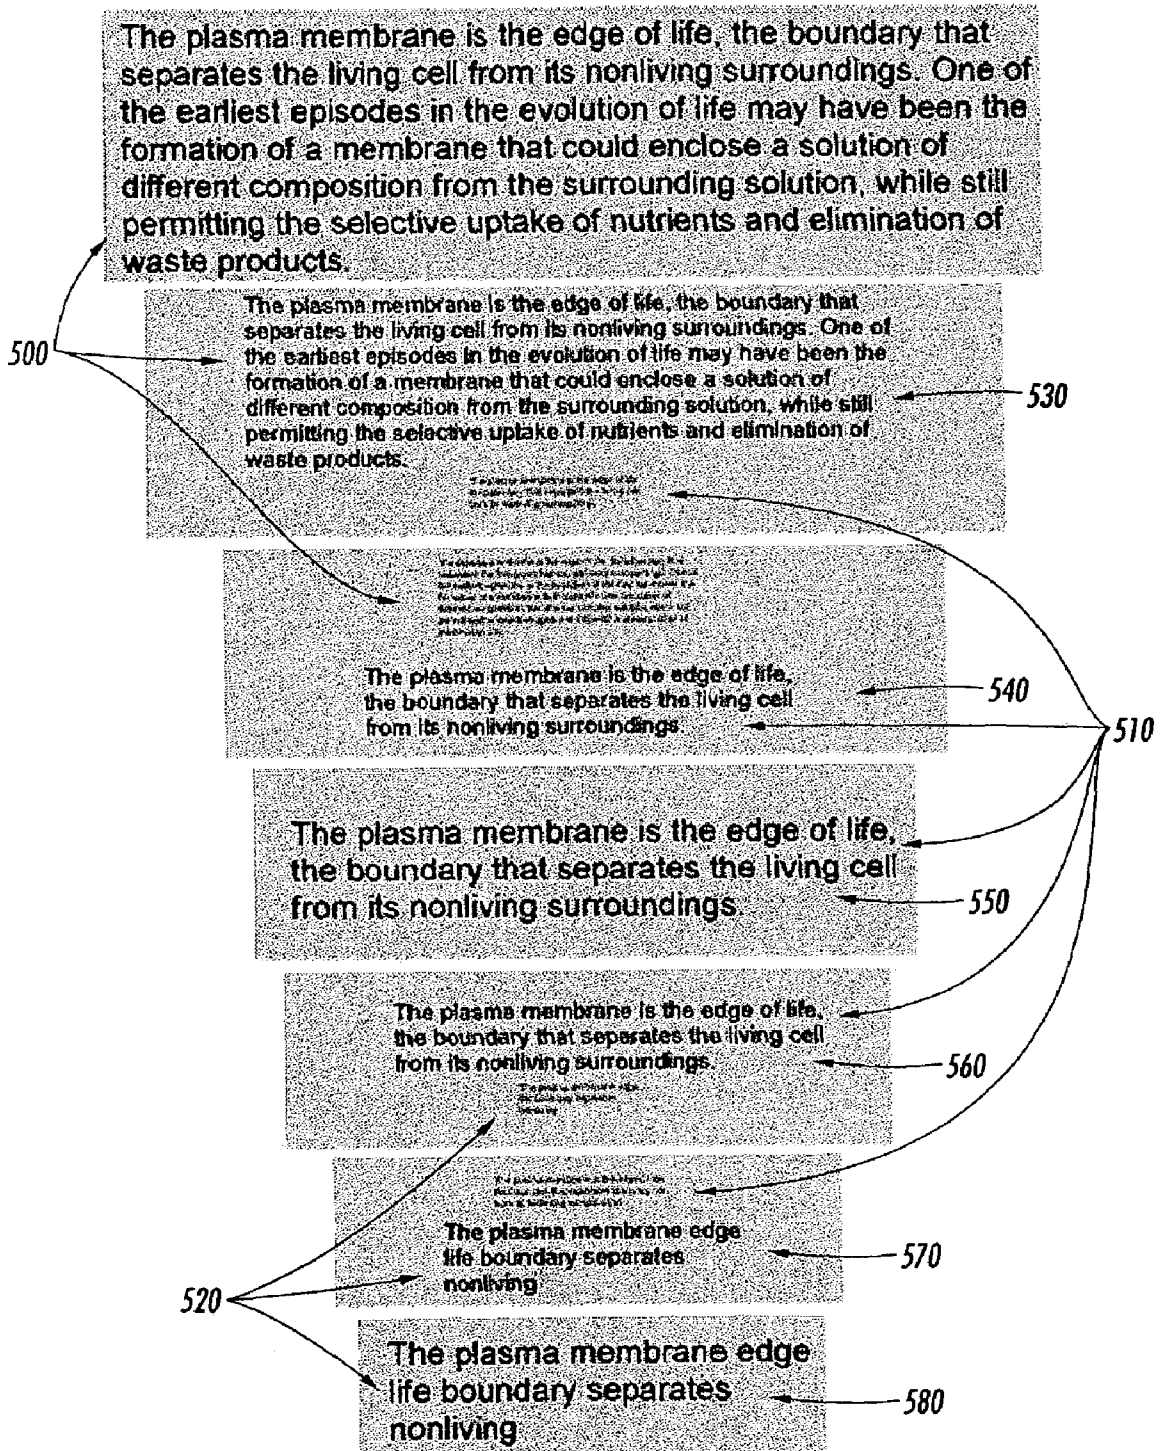 The plasma membrane is the edge of life, the boundary that
separates the living cell from its nonliving surroundings. One of
the earliest episodes in the evolution of life may have been the
formation of a membrane that could enclose a solution of
different composition from the surrounding solution, while still
permitting the selective uptake of nutrients and elimination of
waste products.
500
The plasma membrane is the edge of life, the boundary that
separates the living cell from its nonliving surroundings. One of
the earliest episodes in the evolution of life may have been the
formation of a membrane that could enclose a solution of
different composition from the surrounding solution, while still
permitting the selective uptake of nutrients and elimination of
waste products.
530
The plasma membrane is the edge of life,
the boundary that separates the living cell
from its nonliving surroundings.
540
510
The plasma membrane is the edge of life,
the boundary that separates the living cell
from its nonliving surroundings.
550
The plasma membrane is the edge of life,
the boundary that separates the living cell
from its nonliving surroundings.
560
The plasma membrane edge
life boundary separates
nonliving
570
520
The plasma membrane edge
life boundary separates
nonliving
580